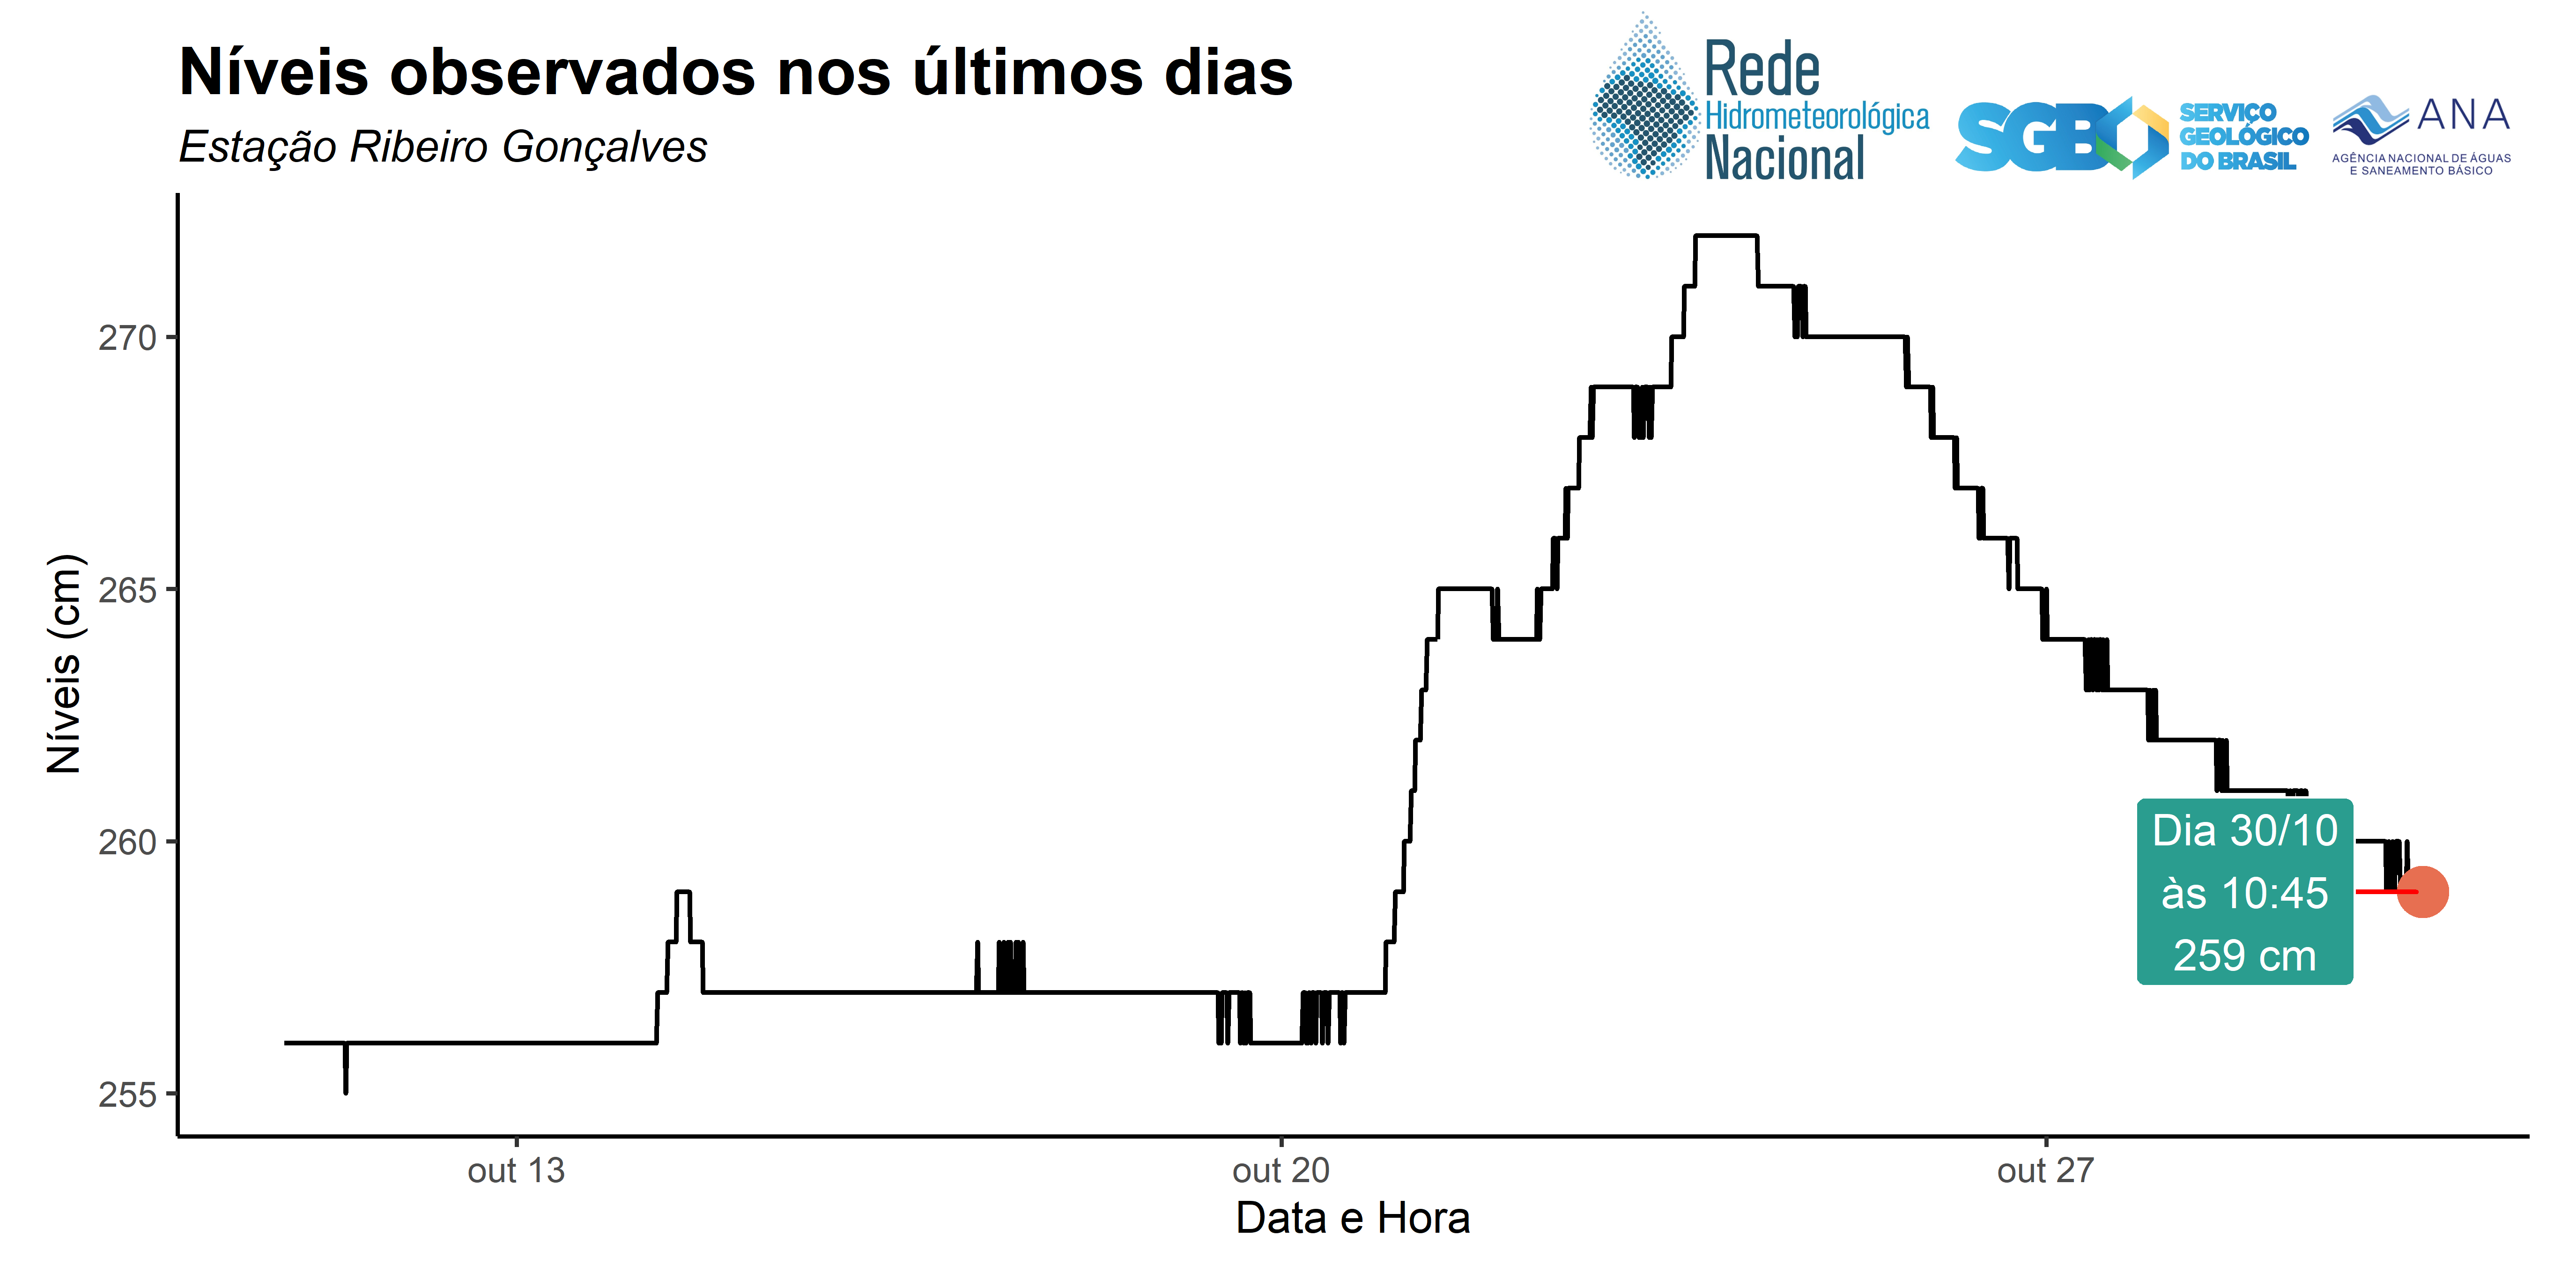 Níveis observados nos últimos dias
Estação Ribeiro Gonçalves
Rede
Hidrometeorológica
Nacional
SGB
SERVIÇO
GEOLÓGICO
DO BRASIL
ANA
AGÊNCIA NACIONAL DE ÁGUAS
E SANEAMENTO BÁSICO
Níveis (cm)
270
265
260
255
Dia 30/10
às 10:45
259 cm
out 13
out 20
out 27
Data e Hora